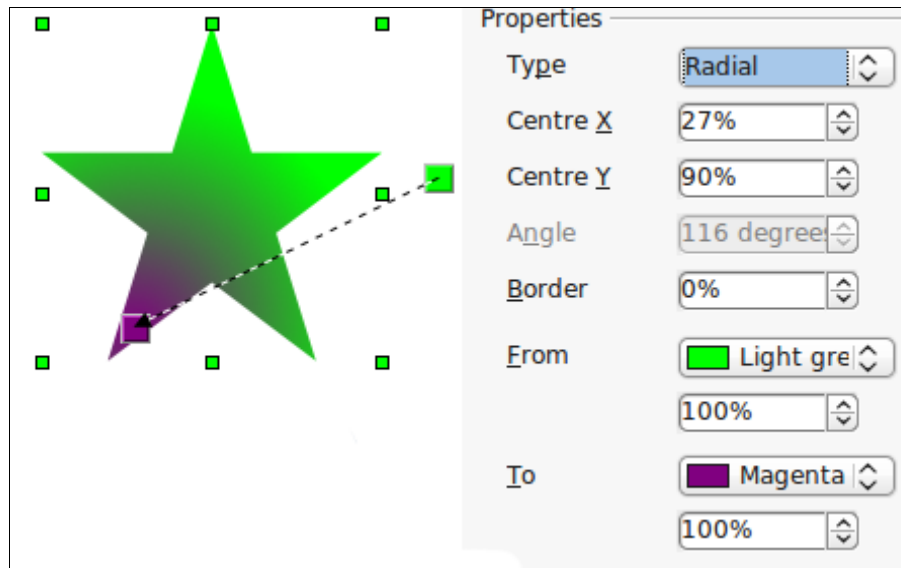 Properties
Type Radial
Centre X 27%
Centre Y 90%
Angle 116 degrees
Border 0%
From Light gre
100%
To Magenta
100%